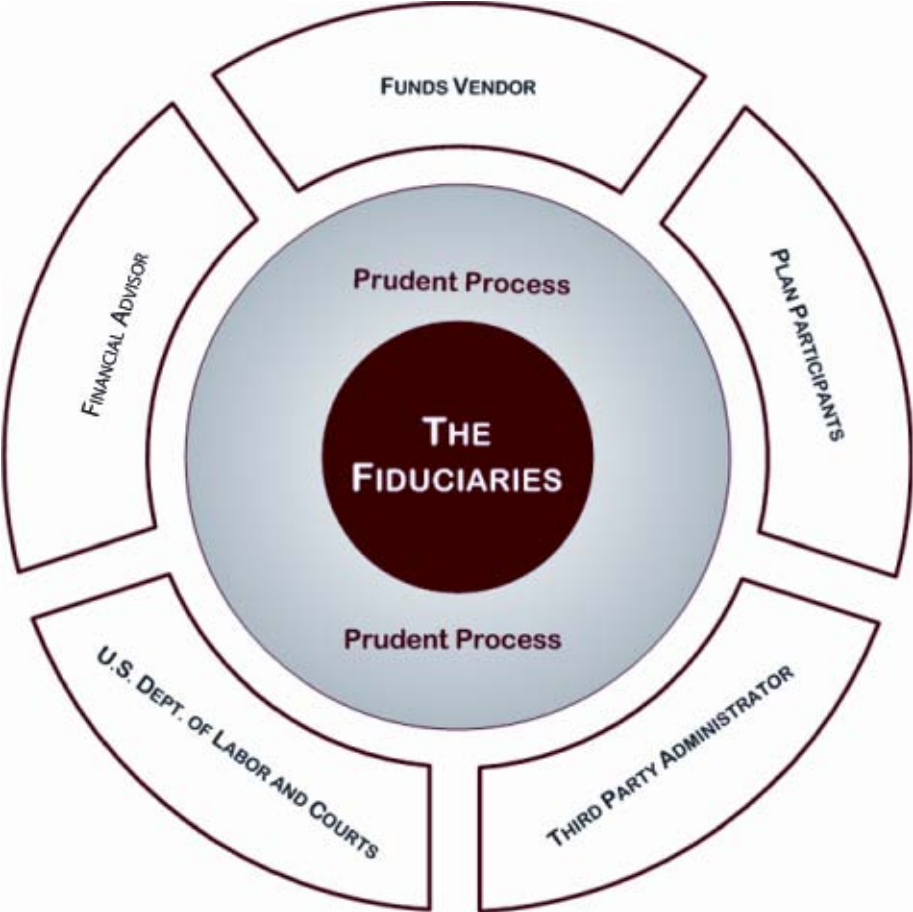 FUNDS VENDOR
FINANCIAL ADVISOR
PLAN PARTICIPANTS
Prudent Process
THE
FIDUCIARIES
Prudent Process
U.S. DEPT. OF LABOR AND COURTS
THIRD PARTY ADMINISTRATOR